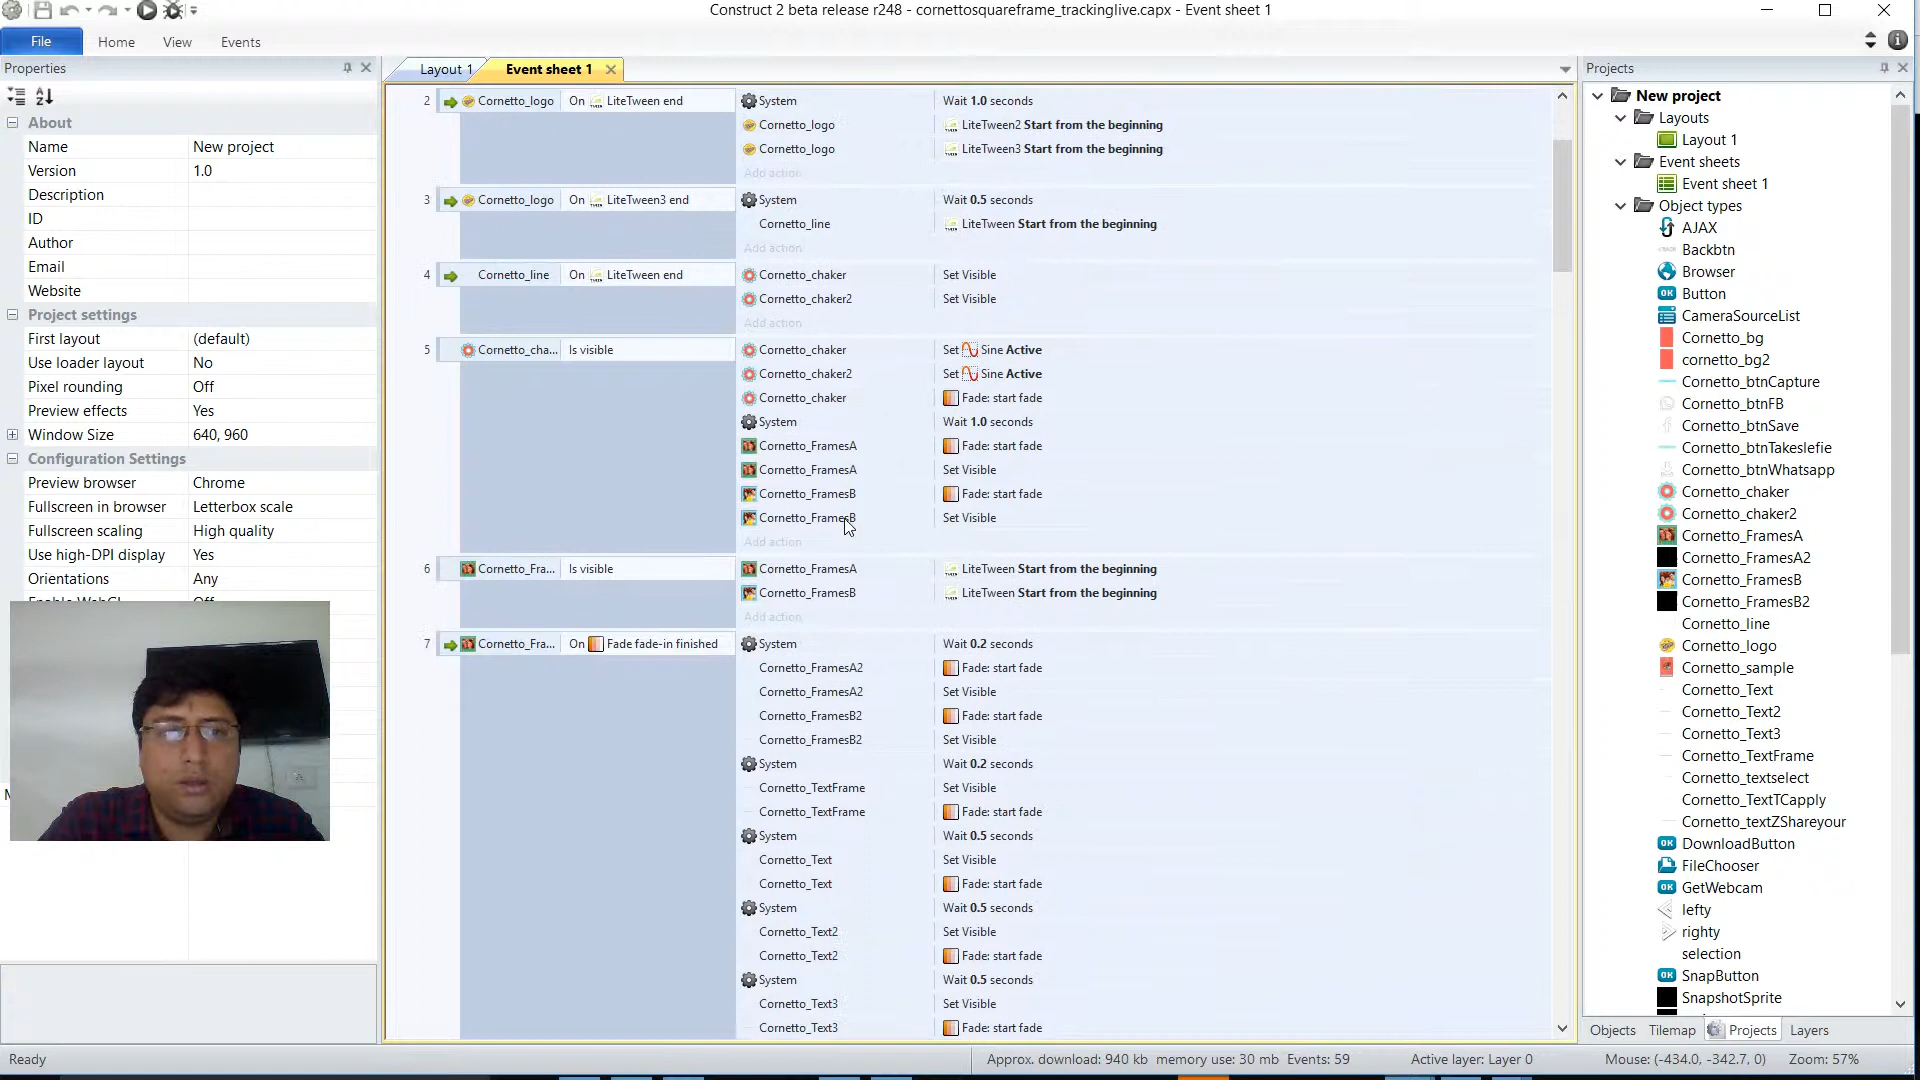 Construct 2 beta release r248 - cornettosquareframe_trackinglive.capx - Event sheet 1
File Home View Events
Properties
About
Name New project
Version 1.0
Description
ID
Author
Email
Website
Project settings
First layout (default)
Use loader layout No
Pixel rounding Off
Preview effects Yes
Window Size 640, 960
Configuration Settings
Preview browser Chrome
Fullscreen in browser Letterbox scale
Fullscreen scaling High quality
Use high-DPI display Yes
Orientations Any
Off
Layout 1 Event sheet 1
2 Cornetto_logo On LiteTween end System Wait 1.0 seconds
Cornetto_logo LiteTween2 Start from the beginning
Cornetto_logo LiteTween3 Start from the beginning
Add action
3 Cornetto_logo On LiteTween3 end System Wait 0.5 seconds
Cornetto_line LiteTween Start from the beginning
Add action
4 Cornetto_line On LiteTween end Cornetto_chaker Set Visible
Cornetto_chaker2 Set Visible
Add action
5 Cornetto_cha... Is visible Cornetto_chaker Set Sine Active
Cornetto_chaker2 Set Sine Active
Cornetto_chaker Fade: start fade
System Wait 1.0 seconds
Cornetto_FramesA Fade: start fade
Cornetto_FramesA Set Visible
Cornetto_FramesB Fade: start fade
Cornetto_FramesB Set Visible
Add action
6 Cornetto_Fra... Is visible Cornetto_FramesA LiteTween Start from the beginning
Cornetto_FramesB LiteTween Start from the beginning
Add action
7 Cornetto_Fra... On Fade fade-in finished System Wait 0.2 seconds
Cornetto_FramesA2 Fade: start fade
Cornetto_FramesA2 Set Visible
Cornetto_FramesB2 Fade: start fade
Cornetto_FramesB2 Set Visible
System Wait 0.2 seconds
Cornetto_TextFrame Set Visible
Cornetto_TextFrame Fade: start fade
System Wait 0.5 seconds
Cornetto_Text Set Visible
Cornetto_Text Fade: start fade
System Wait 0.5 seconds
Cornetto_Text2 Set Visible
Cornetto_Text2 Fade: start fade
System Wait 0.5 seconds
Cornetto_Text3 Set Visible
Cornetto_Text3 Fade: start fade
Projects
New project
Layouts
Layout 1
Event sheets
Event sheet 1
Object types
AJAX
Backbtn
Browser
OK Button
CameraSourceList
Cornetto_bg
cornetto_bg2
Cornetto_btnCapture
Cornetto_btnFB
Cornetto_btnSave
Cornetto_btnTakeslefie
Cornetto_btnWhatsapp
Cornetto_chaker
Cornetto_chaker2
Cornetto_FramesA
Cornetto_FramesA2
Cornetto_FramesB
Cornetto_FramesB2
Cornetto_line
Cornetto_logo
Cornetto_sample
Cornetto_Text
Cornetto_Text2
Cornetto_Text3
Cornetto_TextFrame
Cornetto_textselect
Cornetto_TextTCapply
Cornetto_textZShareyour
OK DownloadButton
FileChooser
OK GetWebcam
lefty
righty
selection
OK SnapButton
SnapshotSprite
Objects Tilemap Projects Layers
Ready Approx. download: 940 kb memory use: 30 mb Events: 59 Active layer: Layer 0 Mouse: (-434.0, -342.7, 0) Zoom: 57%